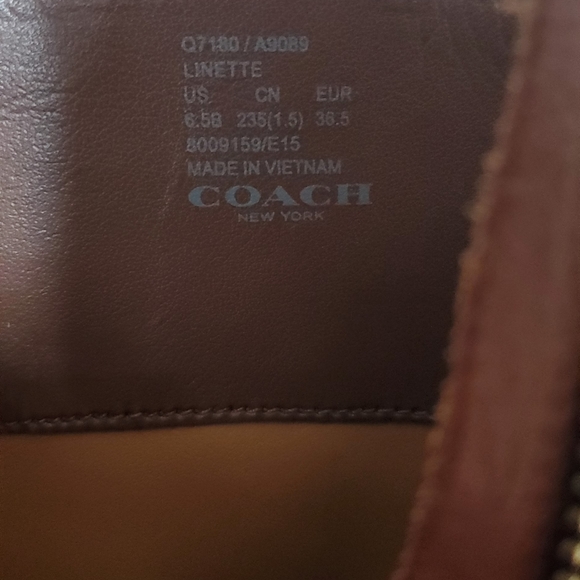 Q7180 / A9089
LINETTE
US CN EUR
6.5B 235(1.5) 36.5
8009159/E15
MADE IN VIETNAM
COACH
NEW YORK